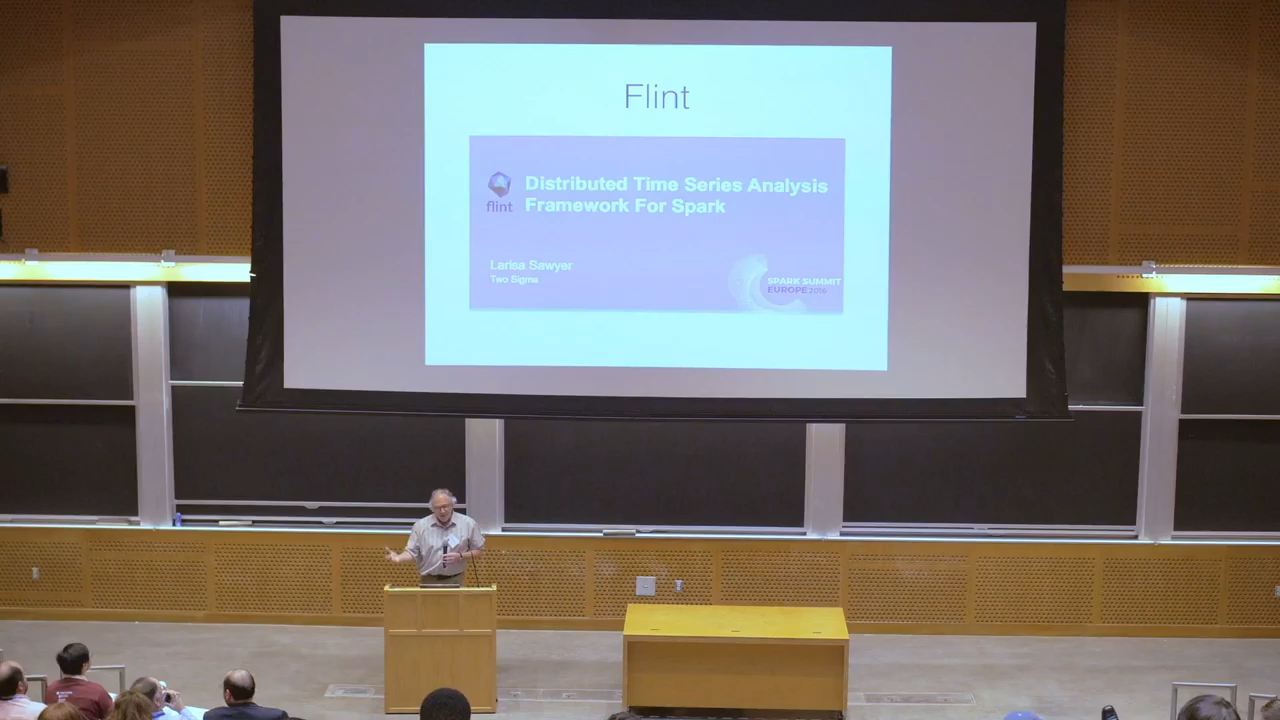 Flint
flint
Distributed Time Series Analysis
Framework For Spark
Larisa Sawyer
Two Sigma
SPARK SUMMIT
EUROPE 2016